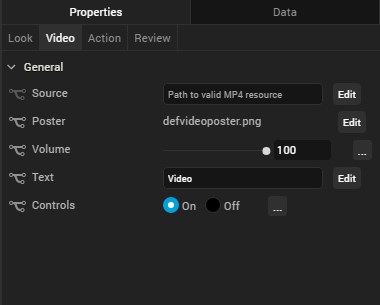 Properties Data
Look Video Action Review
General
Source Path to valid MP4 resource Edit
Poster defvideoposter.png Edit
Volume 100 ...
Text Video Edit
Controls On Off ...